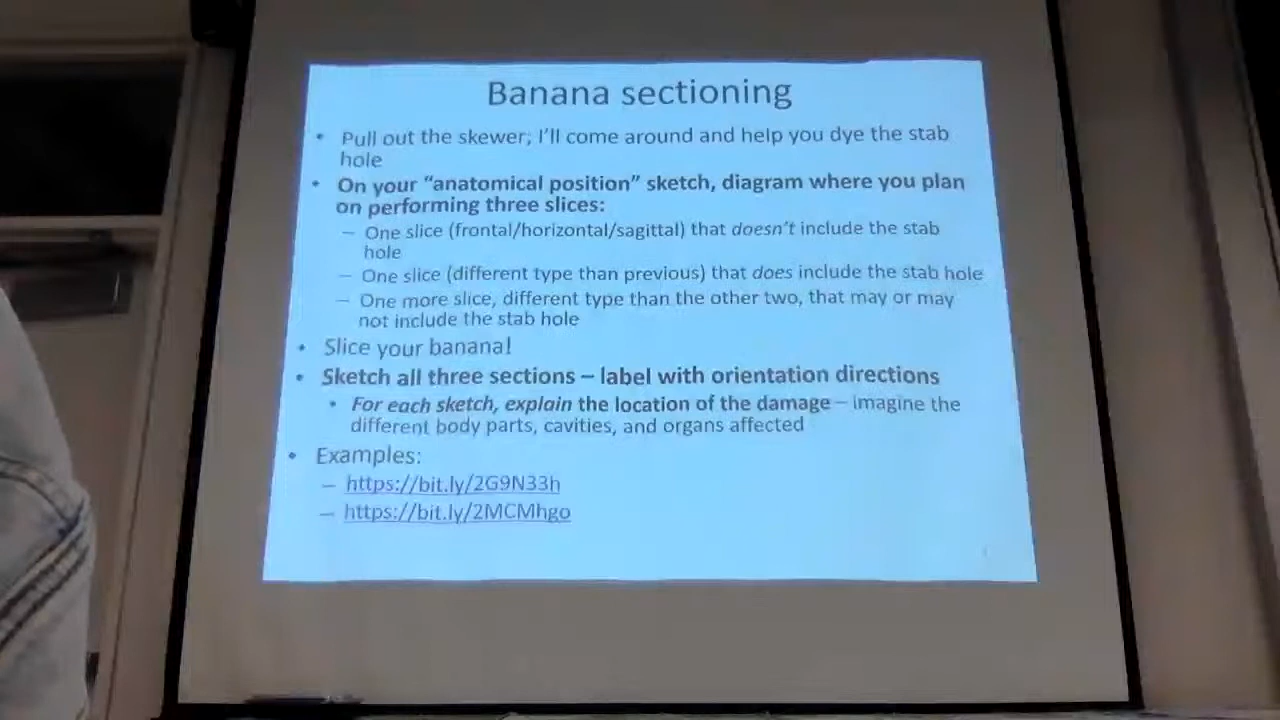 Banana sectioning
• Pull out the skewer; I'll come around and help you dye the stab
hole
• On your “anatomical position” sketch, diagram where you plan
on performing three slices:
– One slice (frontal/horizontal/sagittal) that doesn't include the stab
hole
– One slice (different type than previous) that does include the stab hole
– One more slice, different type than the other two, that may or may
not include the stab hole
• Slice your banana!
• Sketch all three sections – label with orientation directions
• For each sketch, explain the location of the damage – imagine the
different body parts, cavities, and organs affected
• Examples:
– https://bit.ly/2G9N33h
– https://bit.ly/2MCMhgo